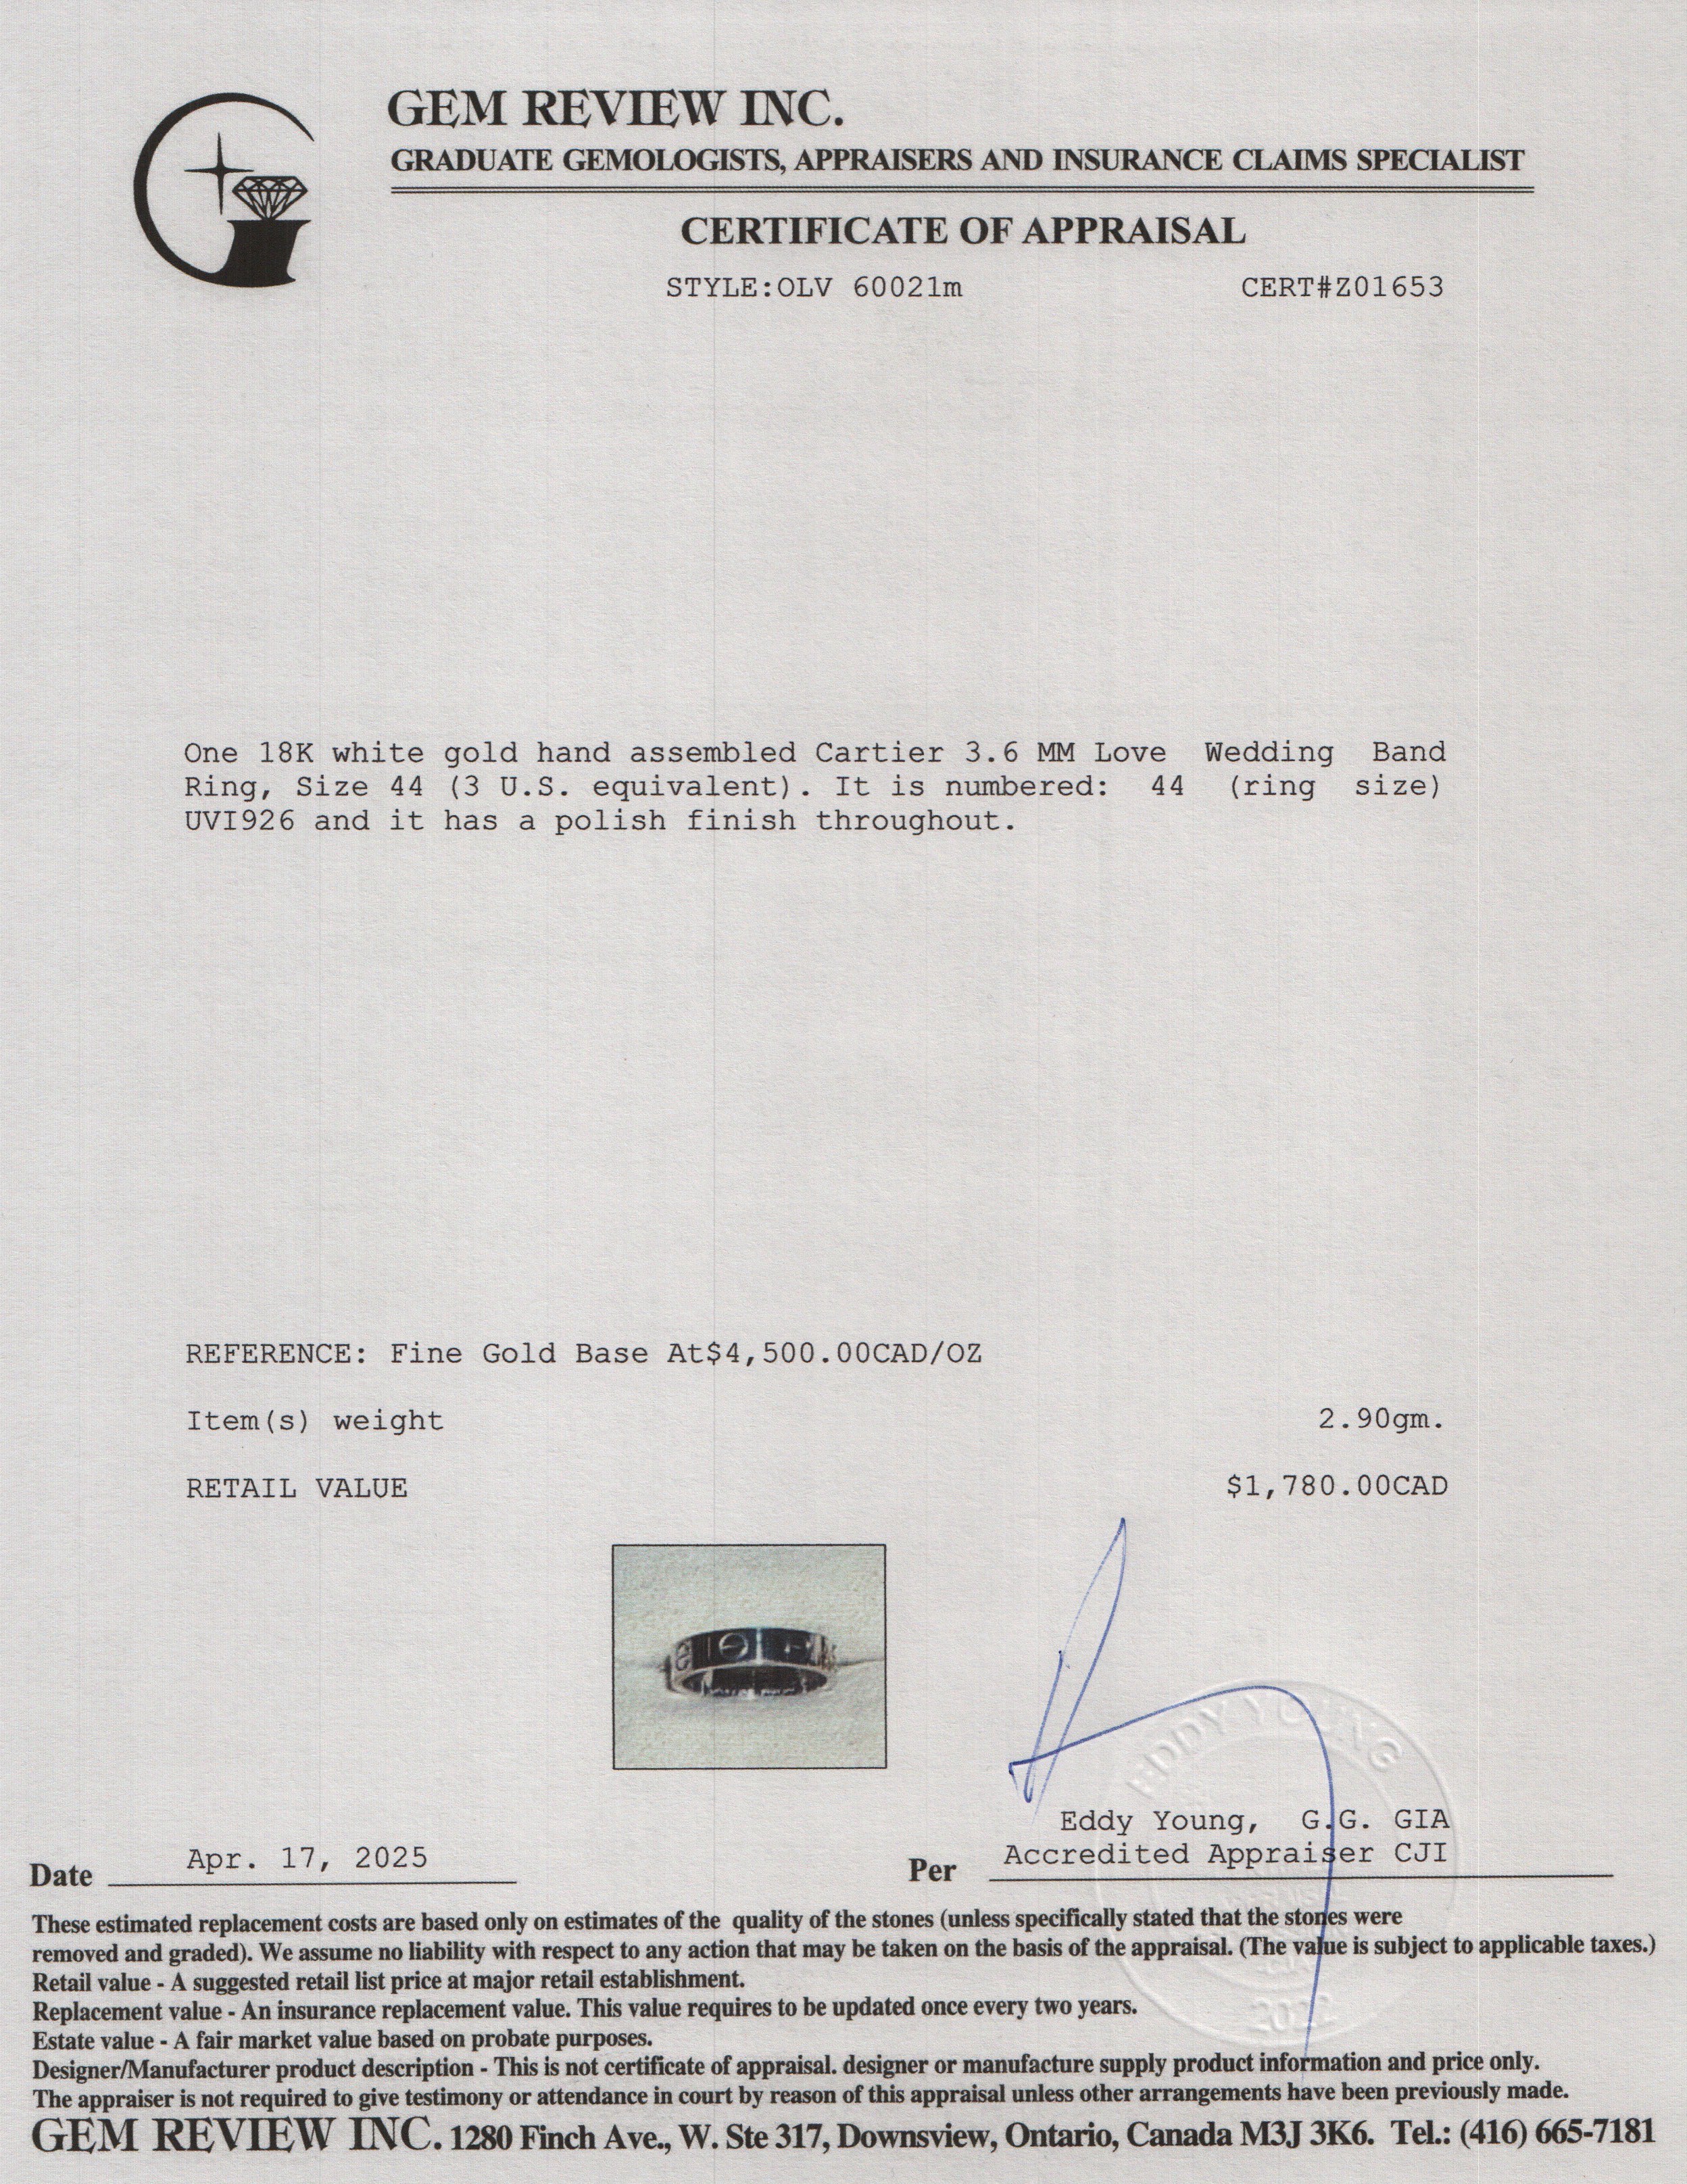 GEM REVIEW INC.
GRADUATE GEMOLOGISTS, APPRAISERS AND INSURANCE CLAIMS SPECIALIST
CERTIFICATE OF APPRAISAL
STYLE:OLV 60021m CERT#Z01653
One 18K white gold hand assembled Cartier 3.6 MM Love Wedding Band
Ring, Size 44 (3 U.S. equivalent). It is numbered: 44 (ring size)
UVI926 and it has a polish finish throughout.
REFERENCE: Fine Gold Base At$4,500.00CAD/OZ
Item(s) weight 2.90gm.
RETAIL VALUE $1,780.00CAD
EDDY YOUNG
Eddy Young, G.G. GIA
Accredited Appraiser CJI
Date Apr. 17, 2025 Per
These estimated replacement costs are based only on estimates of the quality of the stones (unless specifically stated that the stones were
removed and graded). We assume no liability with respect to any action that may be taken on the basis of the appraisal. (The value is subject to applicable taxes.)
Retail value - A suggested retail list price at major retail establishment.
Replacement value - An insurance replacement value. This value requires to be updated once every two years.
Estate value - A fair market value based on probate purposes.
Designer/Manufacturer product description - This is not certificate of appraisal. designer or manufacture supply product information and price only.
The appraiser is not required to give testimony or attendance in court by reason of this appraisal unless other arrangements have been previously made.
GEM REVIEW INC. 1280 Finch Ave., W. Ste 317, Downsview, Ontario, Canada M3J 3K6. Tel.: (416) 665-7181